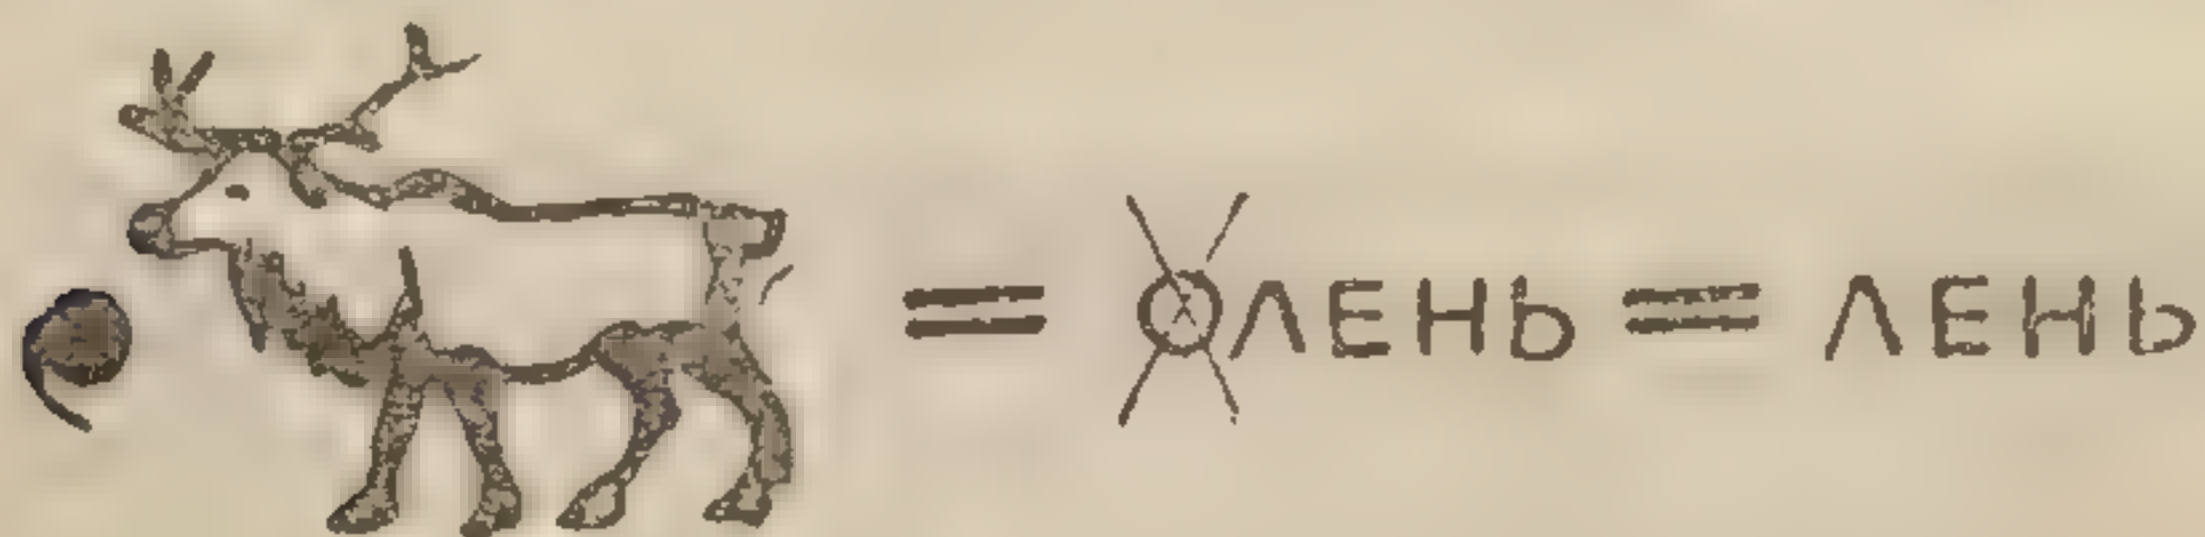 = ОЛЕНЬ = ЛЕНЬ